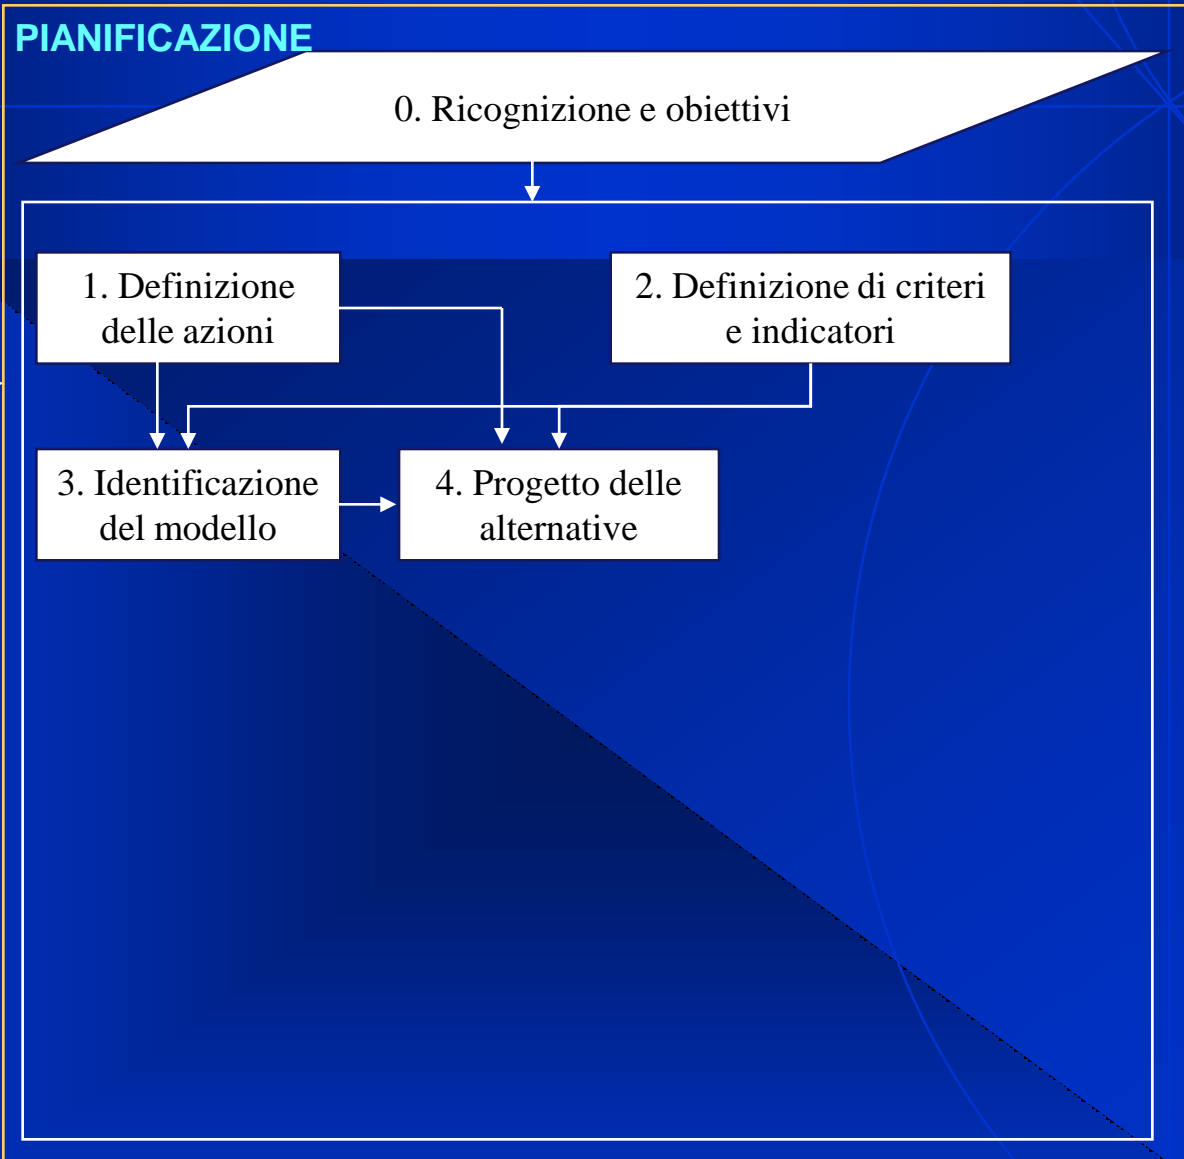 PIANIFICAZIONE
0. Ricognizione e obiettivi
1. Definizione
delle azioni
2. Definizione di criteri
e indicatori
3. Identificazione
del modello
4. Progetto delle
alternative